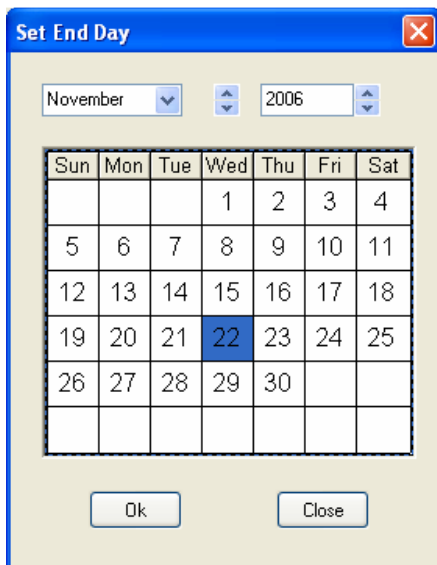 Set End Day
November 2006
Sun Mon Tue Wed Thu Fri Sat
1 2 3 4
5 6 7 8 9 10 11
12 13 14 15 16 17 18
19 20 21 22 23 24 25
26 27 28 29 30
Ok Close